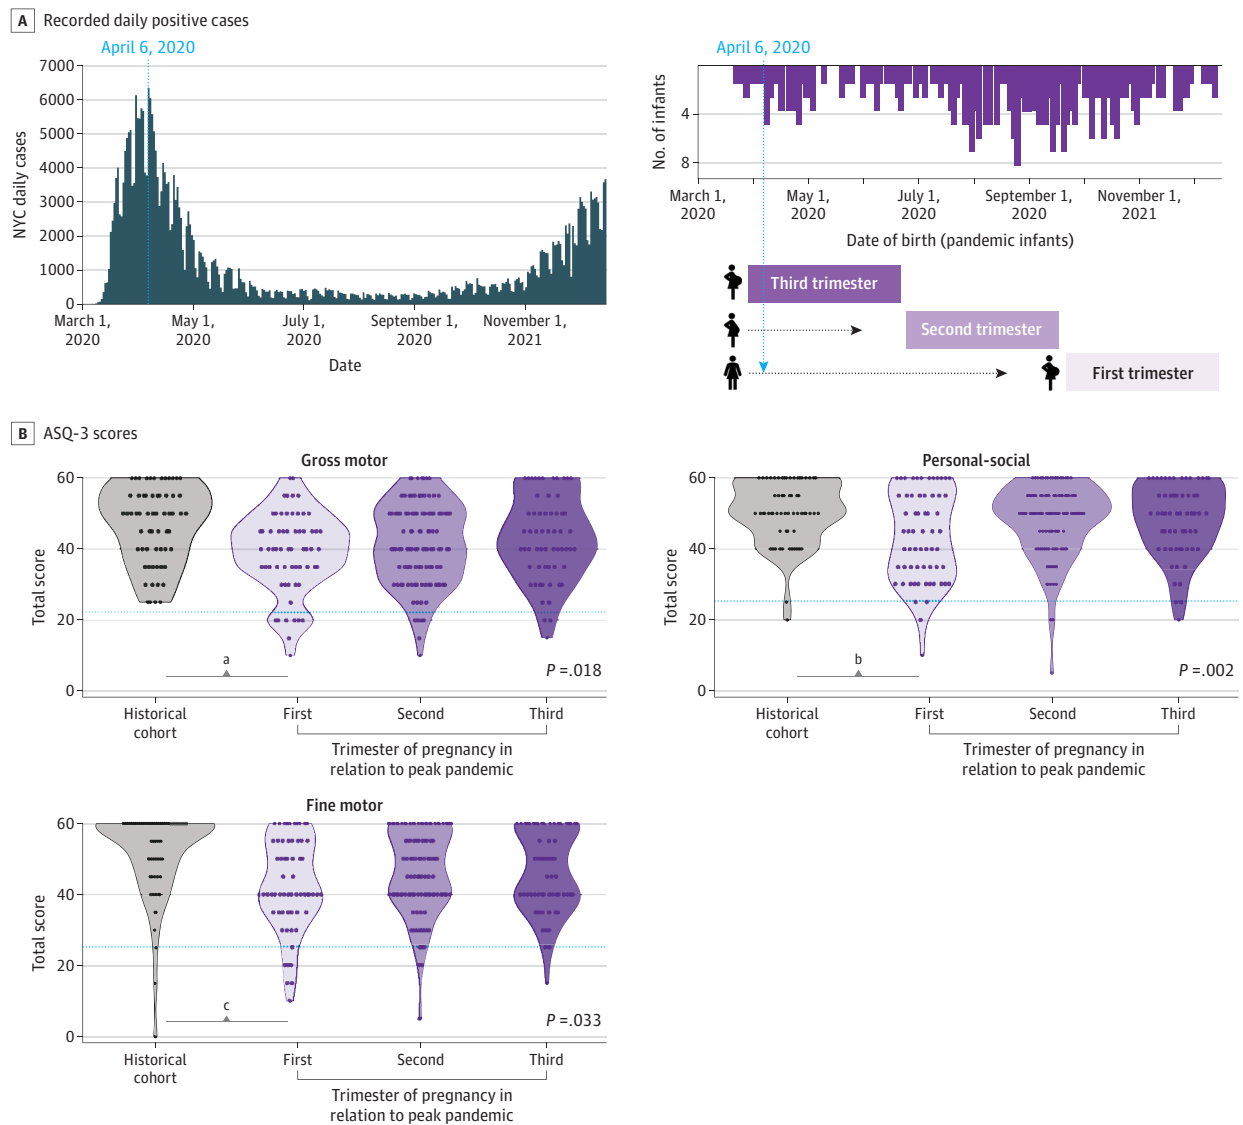 A Recorded daily positive cases
April 6, 2020
7000
6000
5000
4000
3000
2000
1000
0
NYC daily cases
March 1,
2020
May 1,
2020
July 1,
2020
September 1,
2020
November 1,
2021
Date
April 6, 2020
4
8
No. of infants
March 1,
2020
May 1,
2020
July 1,
2020
September 1,
2020
November 1,
2021
Date of birth (pandemic infants)
Third trimester
Second trimester
First trimester
B ASQ-3 scores
Gross motor
60
40
20
0
Total score
a
P =.018
Historical
cohort
First
Second
Third
Trimester of pregnancy in
relation to peak pandemic
Personal-social
60
40
20
0
Total score
b
P =.002
Historical
cohort
First
Second
Third
Trimester of pregnancy in
relation to peak pandemic
Fine motor
60
40
20
0
Total score
c
P =.033
Historical
cohort
First
Second
Third
Trimester of pregnancy in
relation to peak pandemic